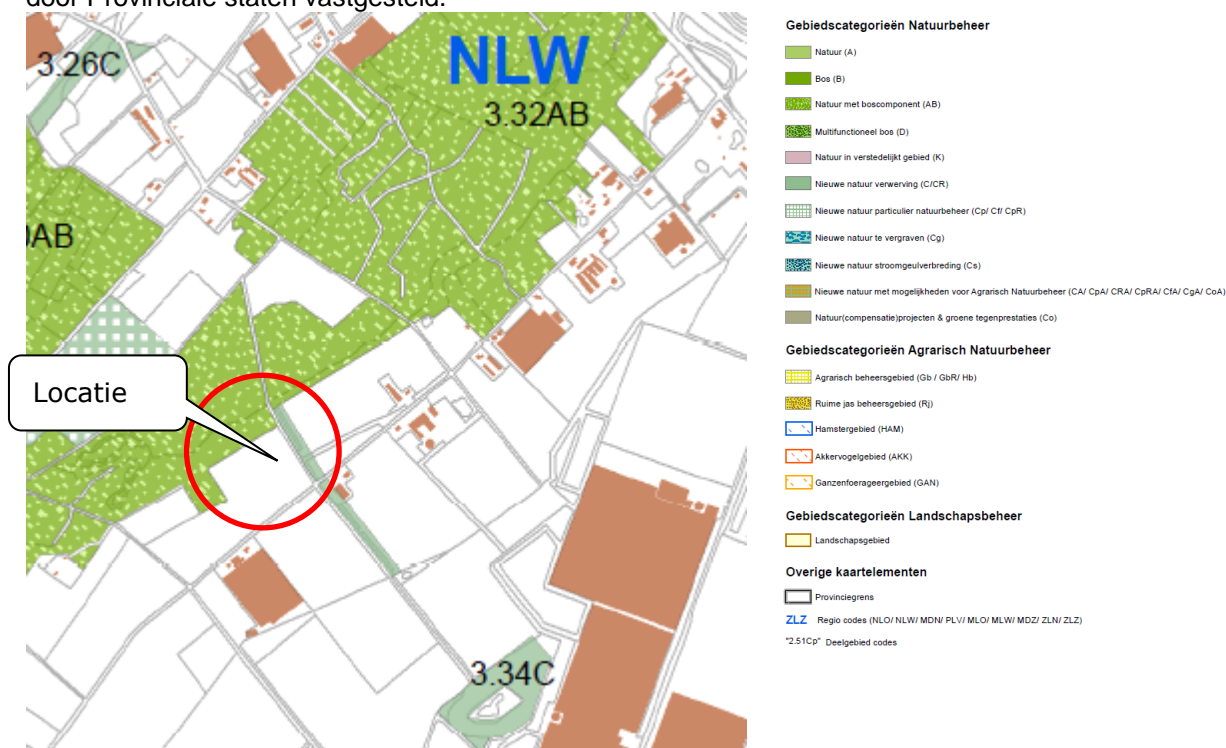 door Provinciale staten vastgesteld.
3.26C
NLW
3.32AB
0AB
Locatie
3.34C
Gebiedscategorieën Natuurbeheer
Natuur (A)
Bos (B)
Natuur met boscomponent (AB)
Multifunctioneel bos (D)
Natuur in verstedelijkt gebied (K)
Nieuwe natuur verwerving (C/CR)
Nieuwe natuur particulier natuurbeheer (Cp/ Cf/ CpR)
Nieuwe natuur te vergraven (Cg)
Nieuwe natuur stroomgeulverbreding (Cs)
Nieuwe natuur met mogelijkheden voor Agrarisch Natuurbeheer (CA/ CpA/ CRA/ CpRA/ CfA/ CgA/ CoA)
Natuur(compensatie)projecten & groene tegenprestaties (Co)
Gebiedscategorieën Agrarisch Natuurbeheer
Agrarisch beheersgebied (Gb / GbR/ Hb)
Ruime jas beheersgebied (Rj)
Hamstergebied (HAM)
Akkervogelgebied (AKK)
Ganzenfoerageergebied (GAN)
Gebiedscategorieën Landschapsbeheer
Landschapsgebied
Overige kaartelementen
Provinciegrens
ZLZ Regio codes (NLO/ NLW/ MDN/ PLV/ MLO/ MLW/ MDZ/ ZLN/ ZLZ)
"2.51Cp" Deelgebied codes